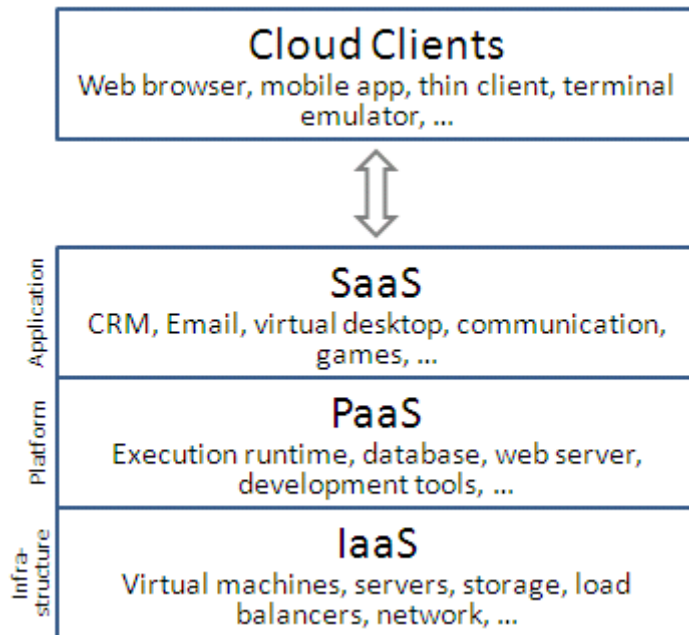 Cloud Clients
Web browser, mobile app, thin client, terminal
emulator, ...
Application
SaaS
CRM, Email, virtual desktop, communication,
games, ...
Platform
PaaS
Execution runtime, database, web server,
development tools, ...
Infra-
structure
IaaS
Virtual machines, servers, storage, load
balancers, network, ...